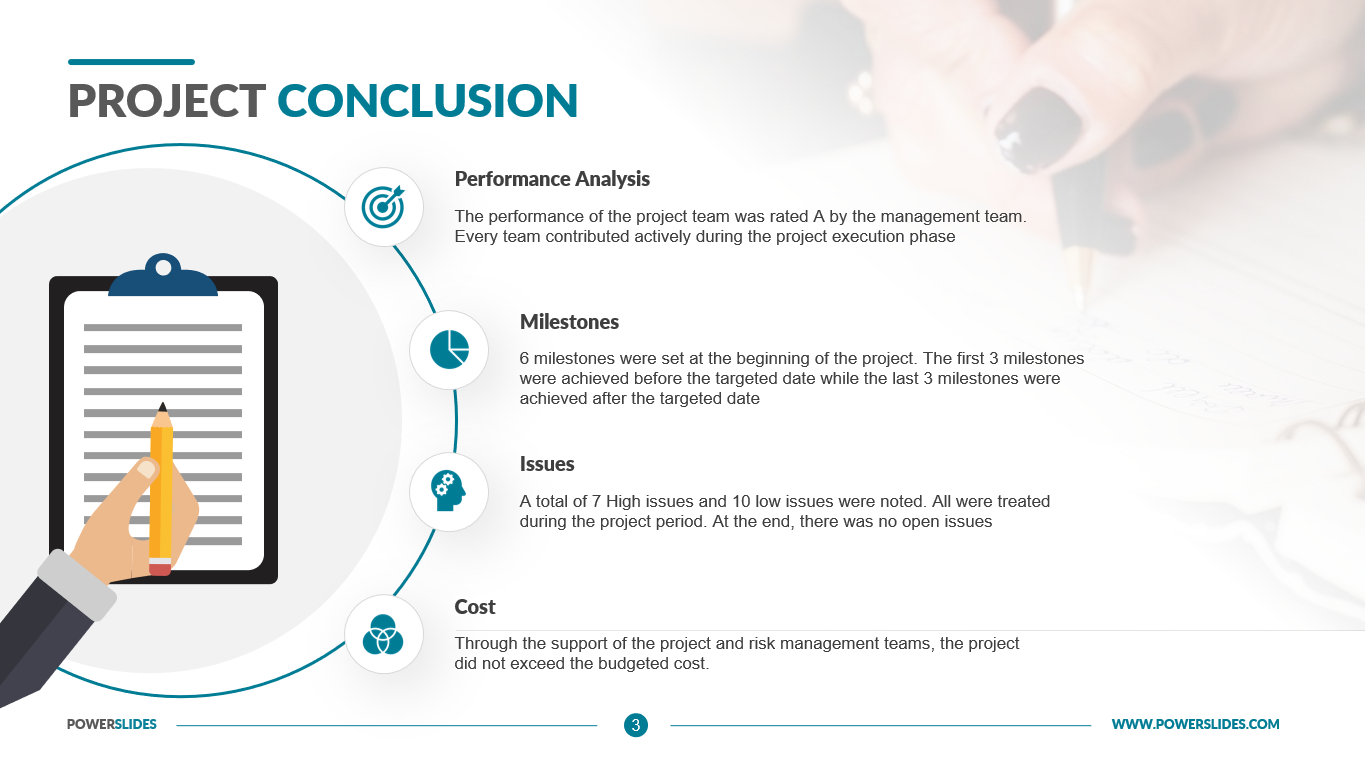 PROJECT CONCLUSION
Performance Analysis
The performance of the project team was rated A by the management team.
Every team contributed actively during the project execution phase
Milestones
6 milestones were set at the beginning of the project. The first 3 milestones
were achieved before the targeted date while the last 3 milestones were
achieved after the targeted date
Issues
A total of 7 High issues and 10 low issues were noted. All were treated
during the project period. At the end, there was no open issues
Cost
Through the support of the project and risk management teams, the project
did not exceed the budgeted cost.
POWERSLIDES
3
WWW.POWERSLIDES.COM